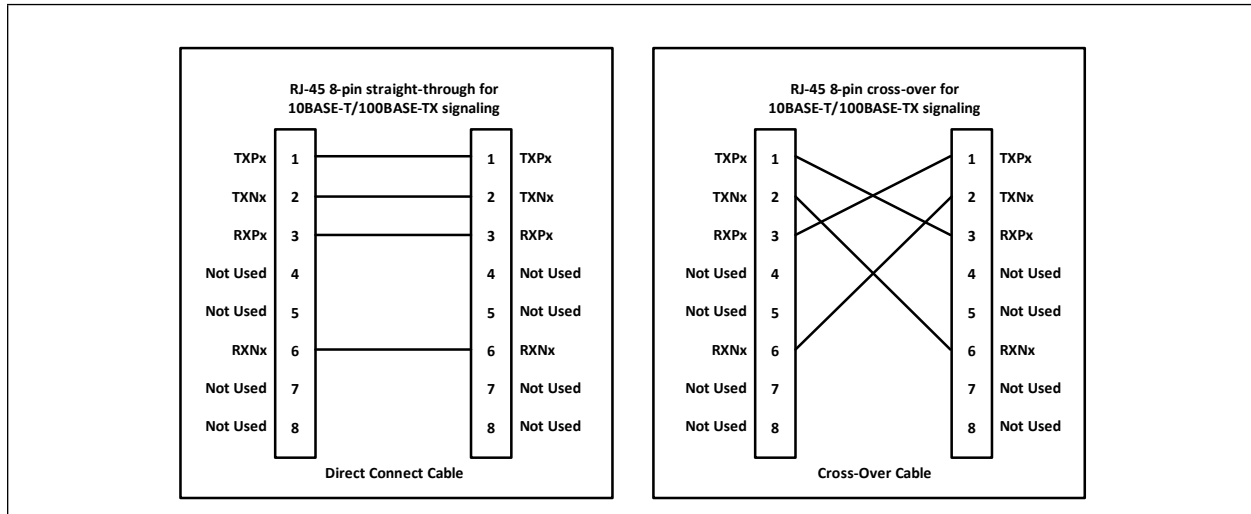 RJ-45 8-pin straight-through for
10BASE-T/100BASE-TX signaling
TXPx 1 1 TXPx
TXNx 2 2 TXNx
RXPx 3 3 RXPx
Not Used 4 4 Not Used
Not Used 5 5 Not Used
RXNx 6 6 RXNx
Not Used 7 7 Not Used
Not Used 8 8 Not Used
Direct Connect Cable
RJ-45 8-pin cross-over for
10BASE-T/100BASE-TX signaling
TXPx 1 1 TXPx
TXNx 2 2 TXNx
RXPx 3 3 RXPx
Not Used 4 4 Not Used
Not Used 5 5 Not Used
RXNx 6 6 RXNx
Not Used 7 7 Not Used
Not Used 8 8 Not Used
Cross-Over Cable